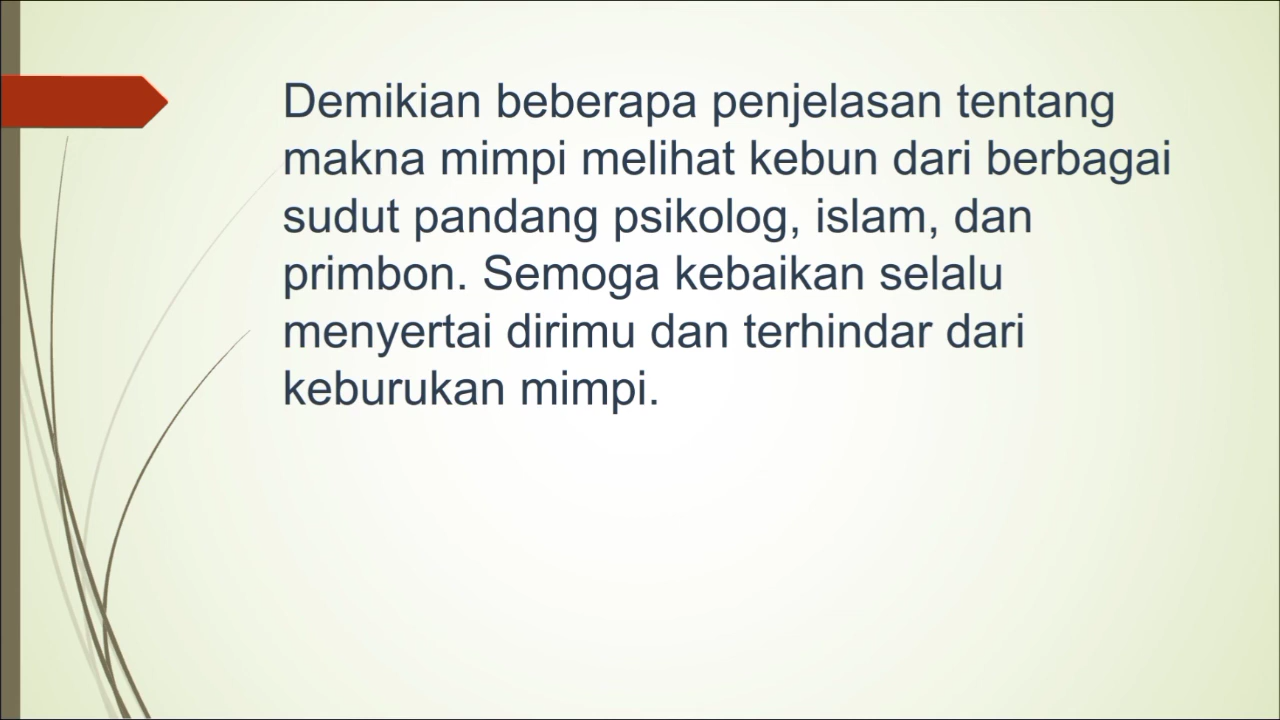 Demikian beberapa penjelasan tentang
makna mimpi melihat kebun dari berbagai
sudut pandang psikolog, islam, dan
primbon. Semoga kebaikan selalu
menyertai dirimu dan terhindar dari
keburukan mimpi.